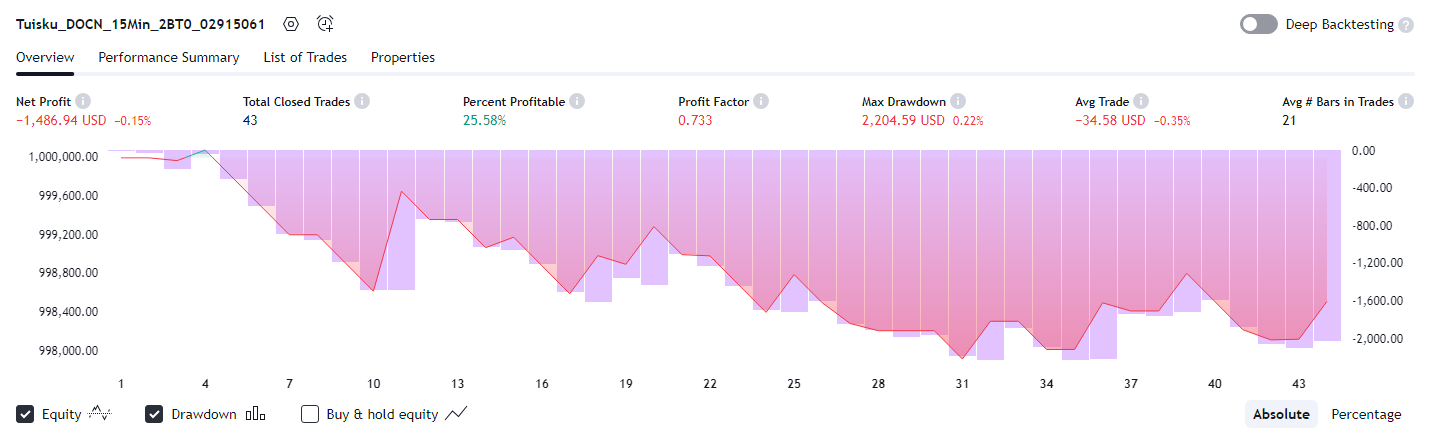 Tuisku_DOCN_15Min_2BT0_02915061
Deep Backtesting ?
Overview Performance Summary List of Trades Properties
Net Profit i Total Closed Trades i Percent Profitable i Profit Factor i Max Drawdown i Avg Trade i Avg # Bars in Trades i
−1,486.94 USD −0.15% 43 25.58% 0.733 2,204.59 USD 0.22% −34.58 USD −0.35% 21
1,000,000.00 0.00
999,600.00 -400.00
999,200.00 -800.00
998,800.00 -1,200.00
998,400.00 -1,600.00
998,000.00 -2,000.00
1 4 7 10 13 16 19 22 25 28 31 34 37 40 43
Equity Drawdown Buy & hold equity Absolute Percentage